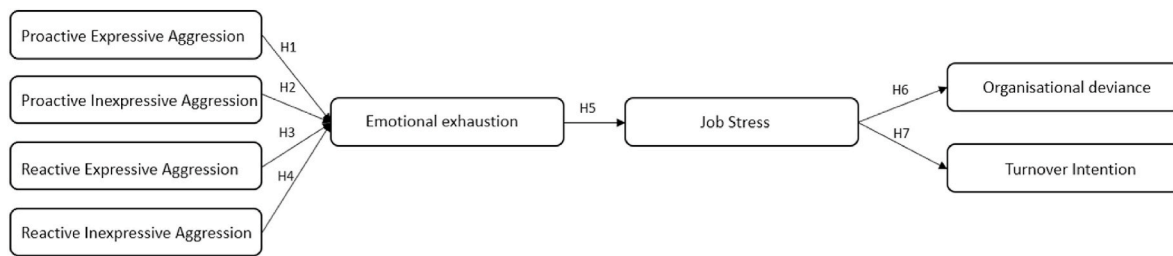 Proactive Expressive Aggression
H1
Proactive Inexpressive Aggression
H2
H3
Reactive Expressive Aggression
H4
Reactive Inexpressive Aggression
Emotional exhaustion
H5
Job Stress
H6
Organisational deviance
H7
Turnover Intention